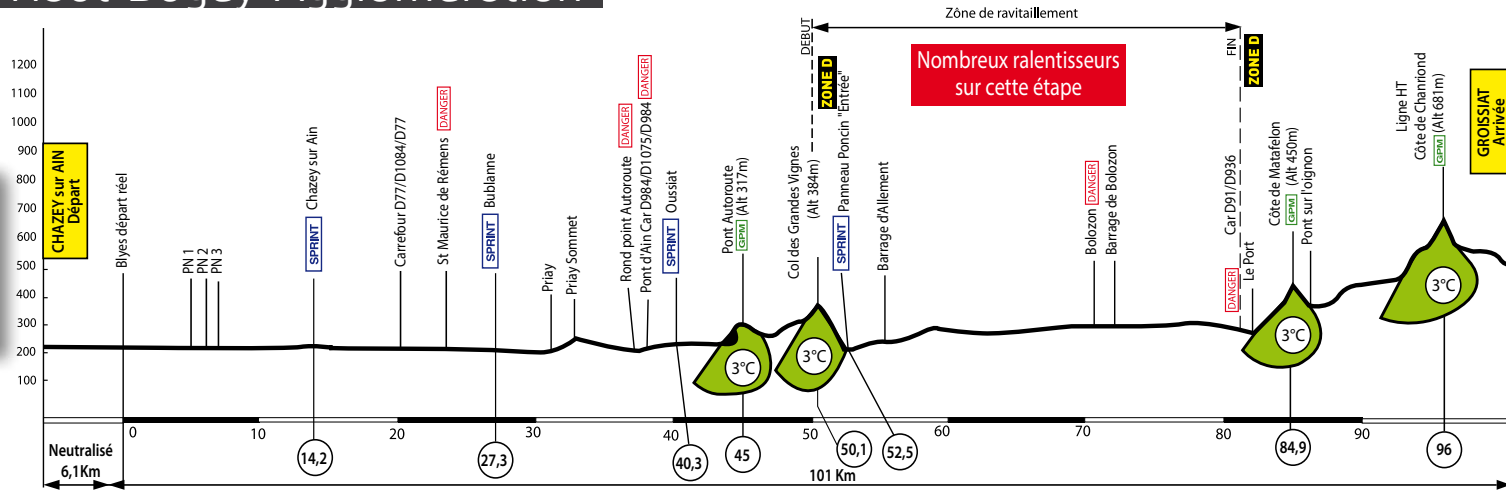 Haut-Bugey Agglomération
Zône de ravitaillement
DEBUT
FIN
ZONE D
ZONE D
Nombreux ralentisseurs
sur cette étape
1200
1100
1000
900
800
700
600
500
400
300
200
100
CHAZEY sur AIN
Départ
Blyes départ réel
PN 1
PN 2
PN 3
SPRINT Chazey sur Ain
Carrefour D77/D1084/D77
St Maurice de Rémens DANGER
SPRINT Bublanne
Priay
Priay Sommet
Rond point Autoroute DANGER
Pont d'Ain Car D984/D1075/D984 DANGER
SPRINT Oussiat
Pont Autoroute
GPM (Alt 317m)
Col des Grandes Vignes
(Alt 384m)
SPRINT Panneau Poncin "Entrée"
Barrage d'Allement
Bolozon DANGER
Barrage de Bolozon
DANGER Car D91/D936
Le Port
Côte de Matafelon
GPM (Alt 450m)
Pont sur l'oignon
Ligne HT
Côte de Chanriond
GPM (Alt 681m)
GROISSIAT
Arrivée
3°C
3°C
3°C
3°C
0
10
20
30
40
50
60
70
80
90
Neutralisé
6,1Km
14,2
27,3
40,3
45
50,1
52,5
84,9
96
101 Km